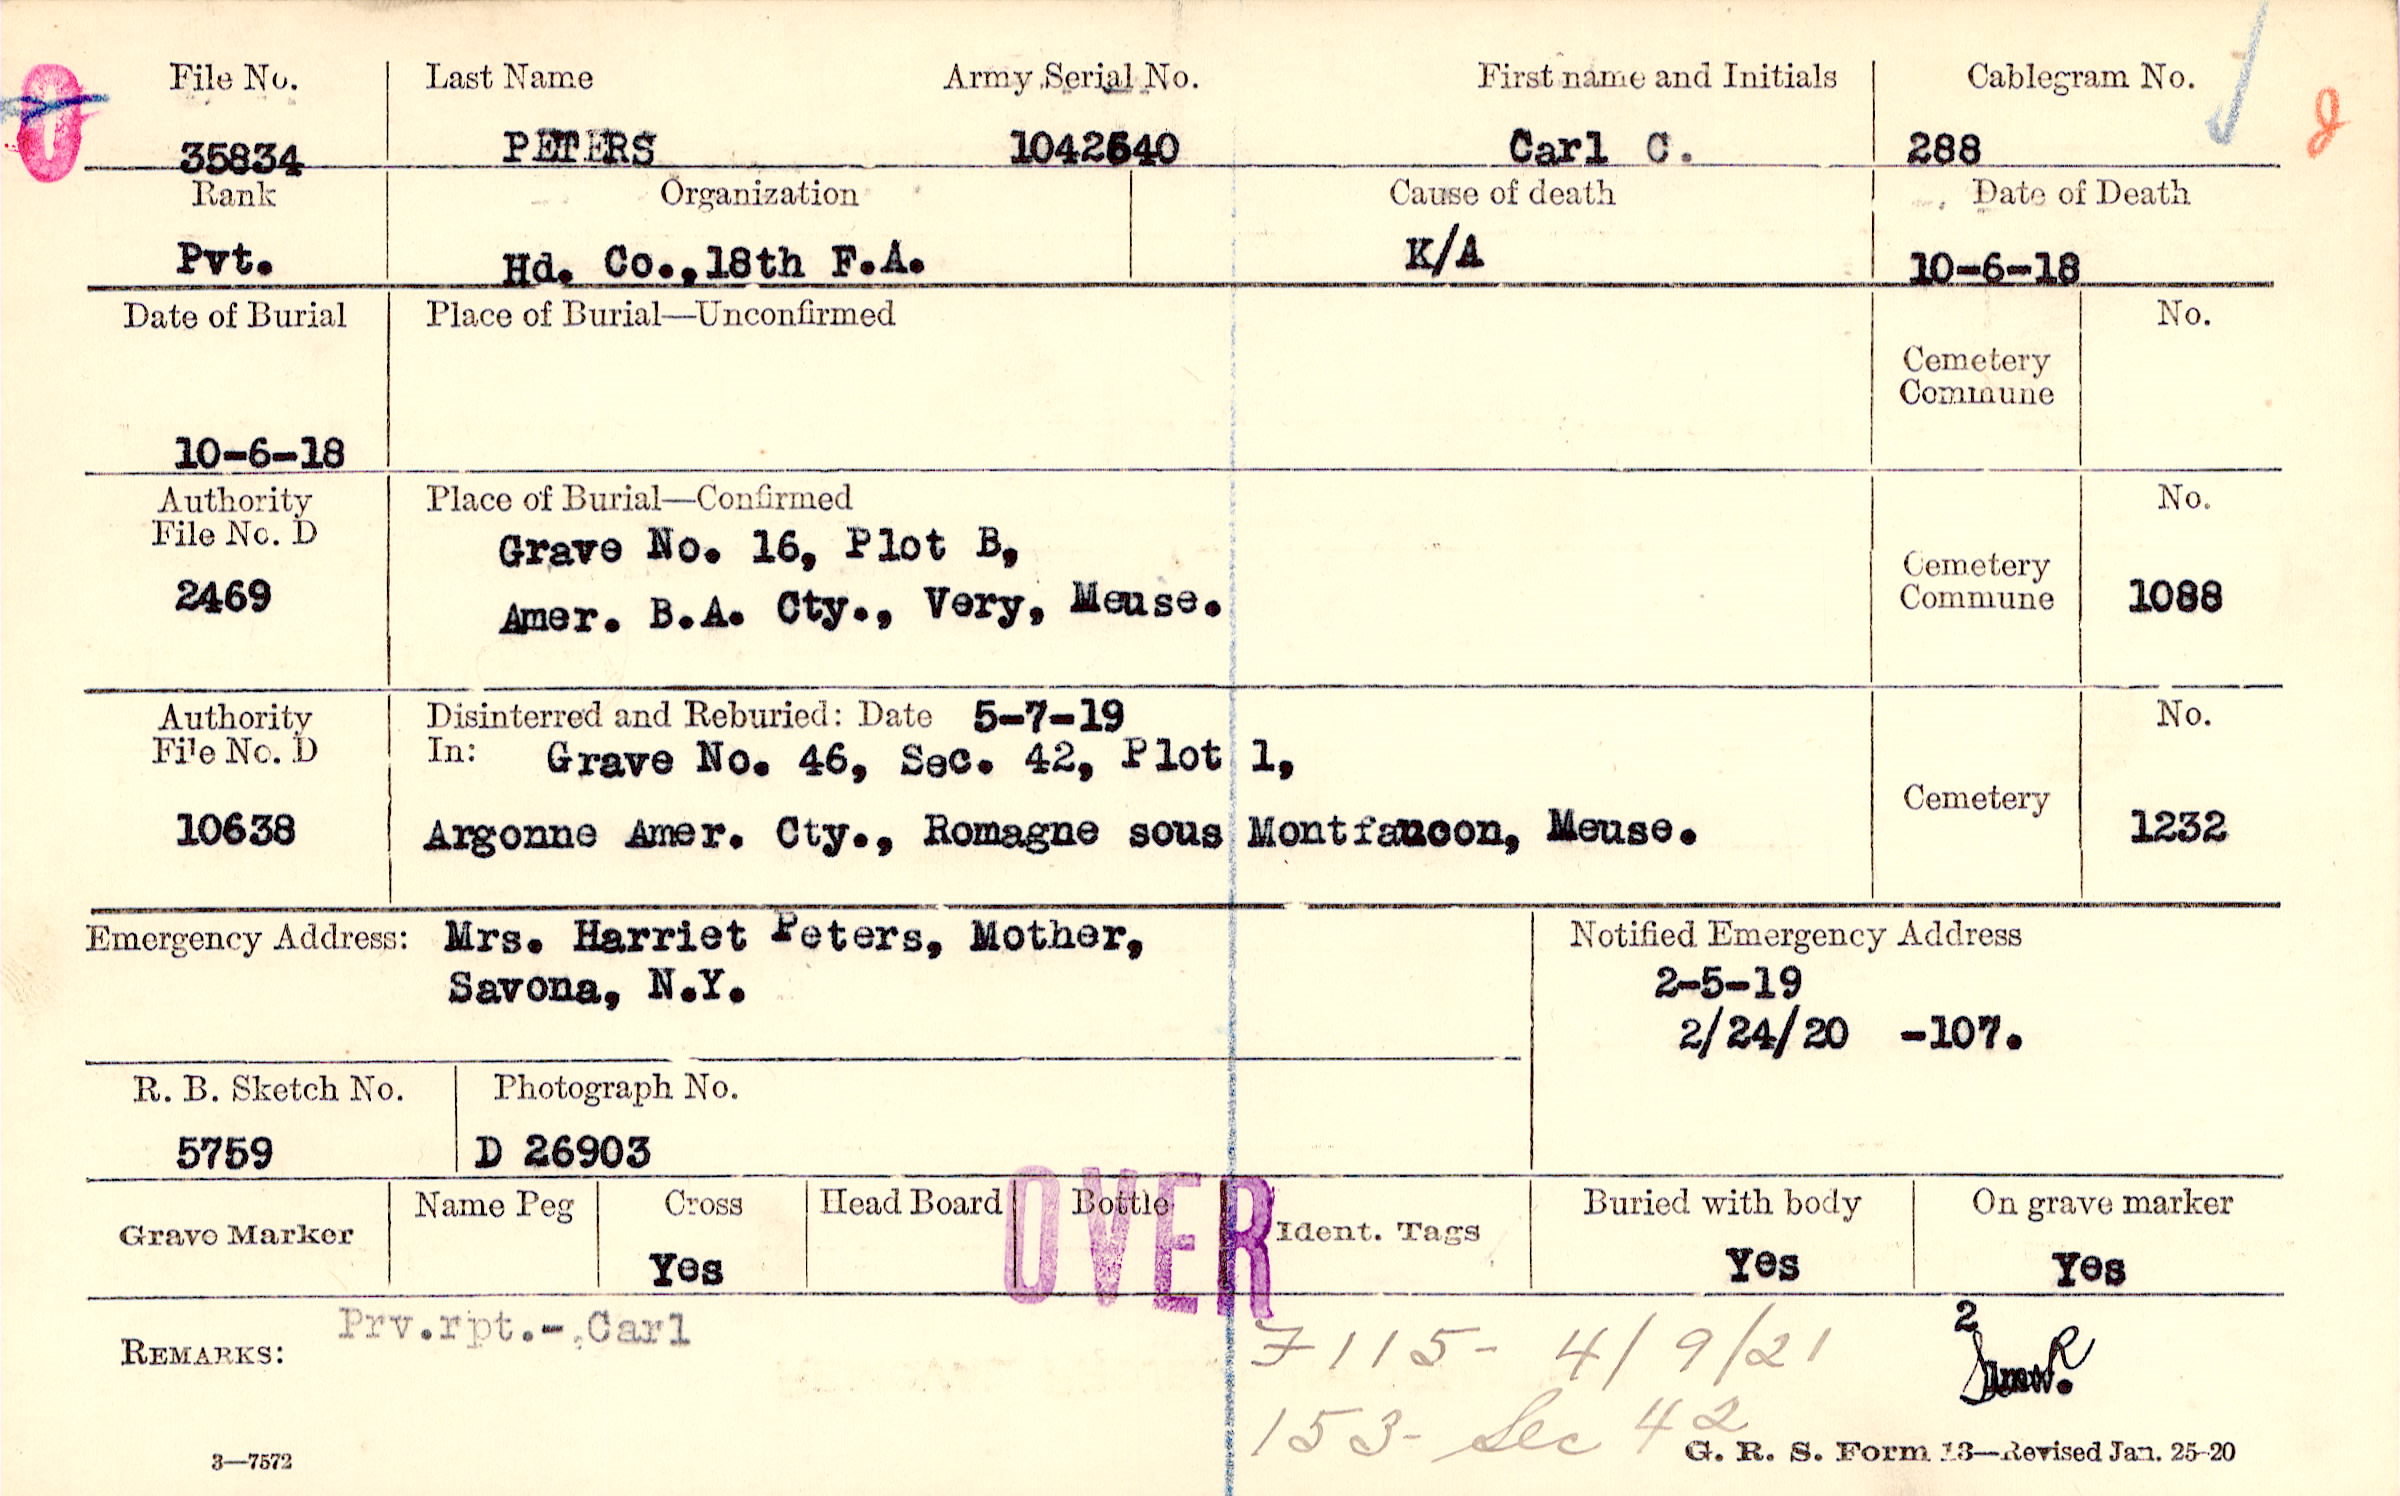 File No. Last Name Army Serial No. First name and Initials Cablegram No.
35834 PETERS 1042640 Carl C. 288
Rank Organization Cause of death Date of Death
Pvt. Hd. Co.,18th F.A. K/A 10-6-18
Date of Burial Place of Burial—Unconfirmed No.
Cemetery
Commune
10-6-18
Authority Place of Burial—Confirmed No.
File No. D
Grave No. 16, Plot B,
2469 Amer. B.A. Cty., Very, Meuse.
Cemetery
Commune 1088
Authority Disinterred and Reburied: Date 5-7-19 No.
File No. D In: Grave No. 46, Sec. 42, Plot 1,
Cemetery
10638 Argonne Amer. Cty., Romagne sous Montfaucon, Meuse. 1232
Emergency Address: Mrs. Harriet Peters, Mother, Notified Emergency Address
Savona, N.Y. 2-5-19
2/24/20 -107.
R. B. Sketch No. Photograph No.
5759 D 26903
OVER
Grave Marker Name Peg Cross Head Board Bottle Ident. Tags Buried with body On grave marker
Yes Yes Yes
REMARKS: Prv.rpt.-Carl
7115- 4/9/21
2
153- Sec 42
3—7572 G. R. S. Form 13—Revised Jan. 25-20